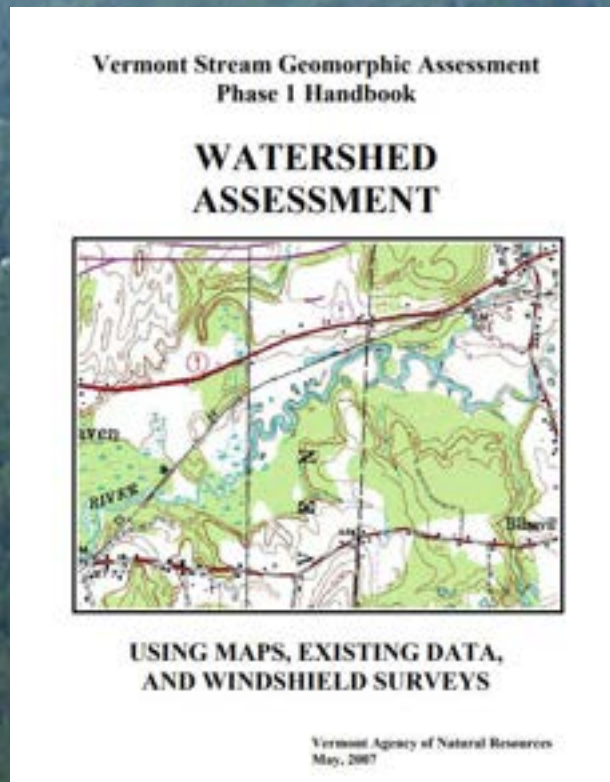 Vermont Stream Geomorphic Assessment
Phase 1 Handbook
WATERSHED
ASSESSMENT
RIVER
USING MAPS, EXISTING DATA,
AND WINDSHIELD SURVEYS
Vermont Agency of Natural Resources
May, 2007